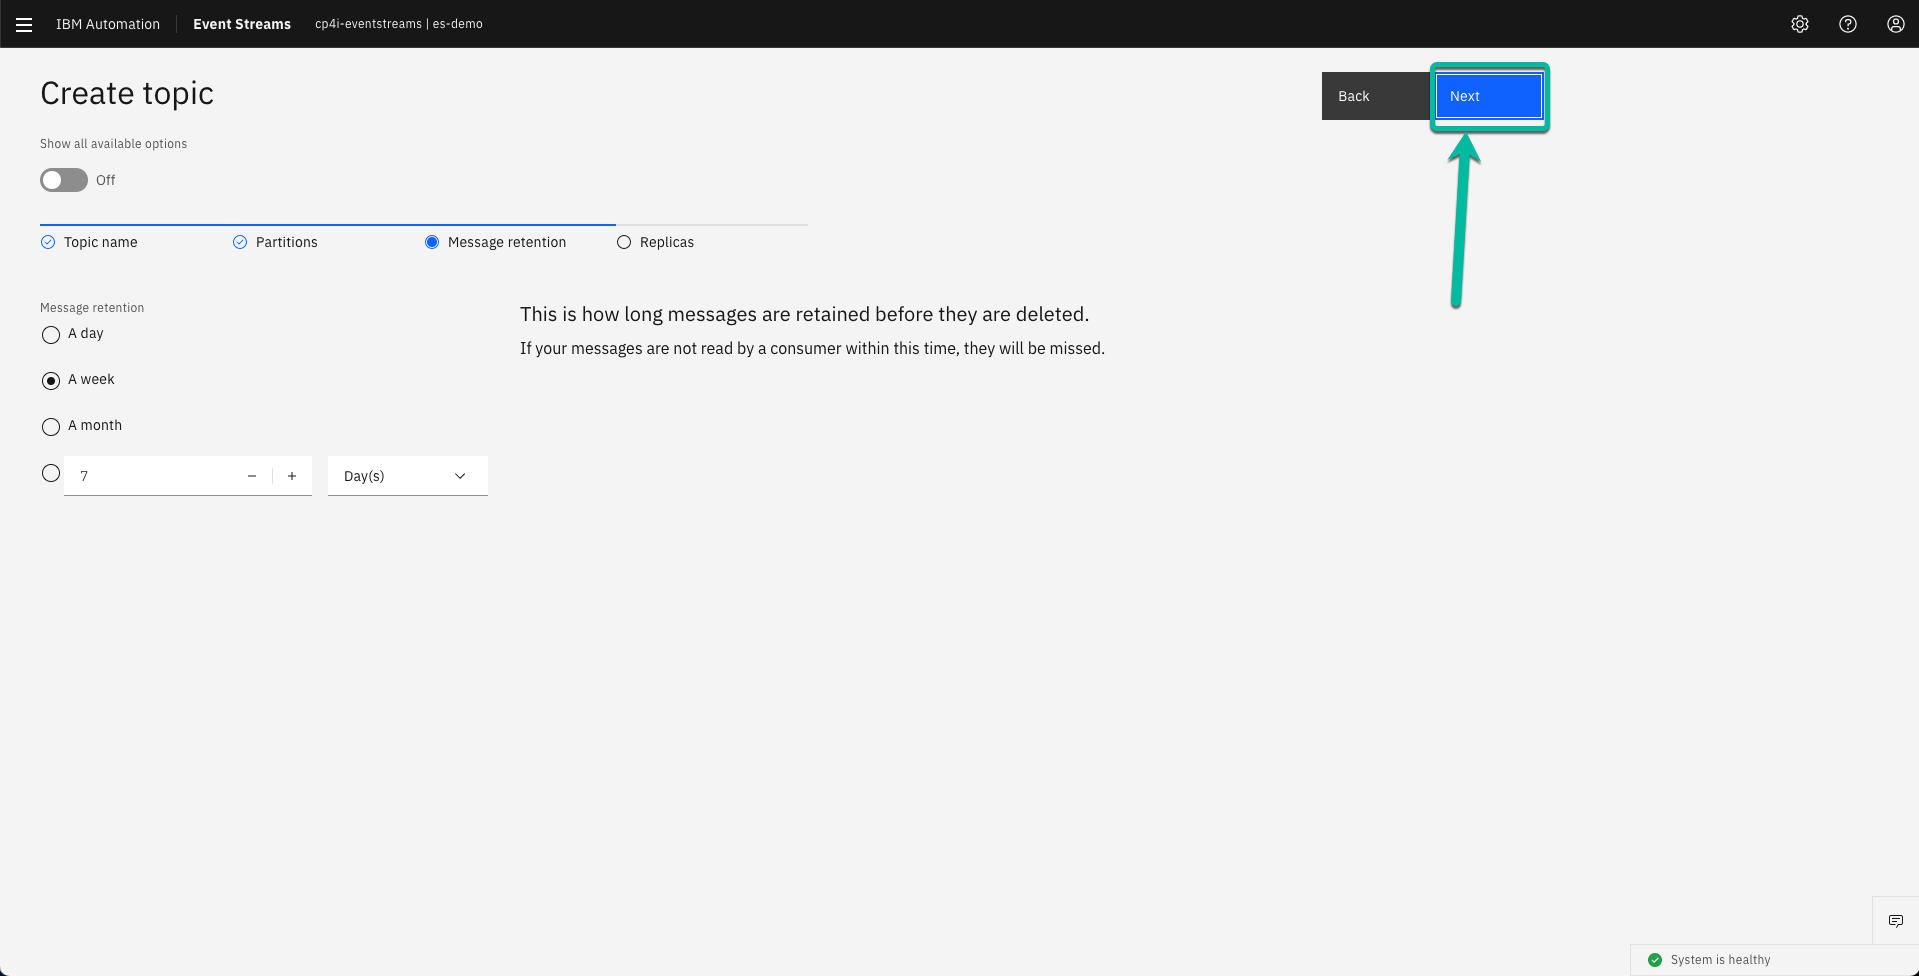 IBM Automation Event Streams cp4i-eventstreams | es-demo
Create topic
Back Next
Show all available options
Off
Topic name Partitions Message retention Replicas
Message retention
A day
A week
A month
7 Day(s)
This is how long messages are retained before they are deleted.
If your messages are not read by a consumer within this time, they will be missed.
System is healthy